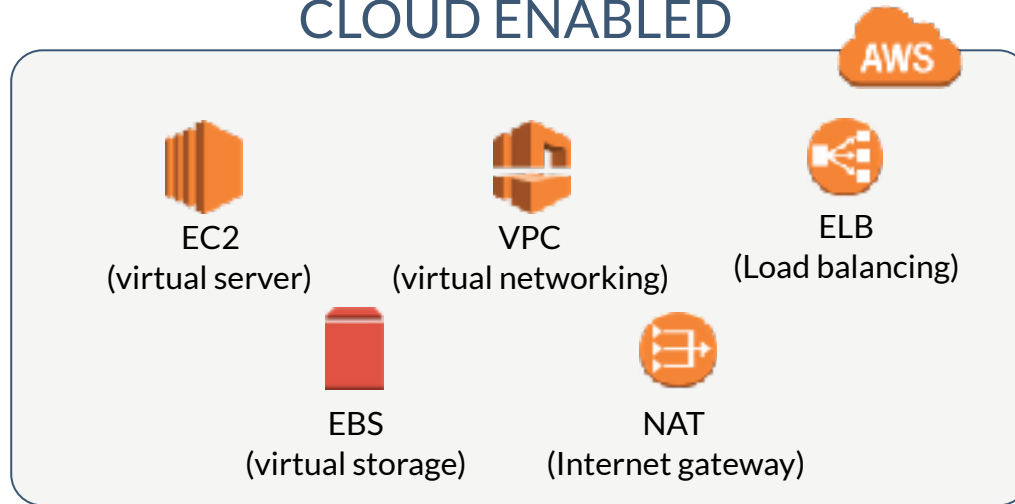 CLOUD ENABLED
AWS
EC2
(virtual server)
VPC
(virtual networking)
ELB
(Load balancing)
EBS
(virtual storage)
NAT
(Internet gateway)